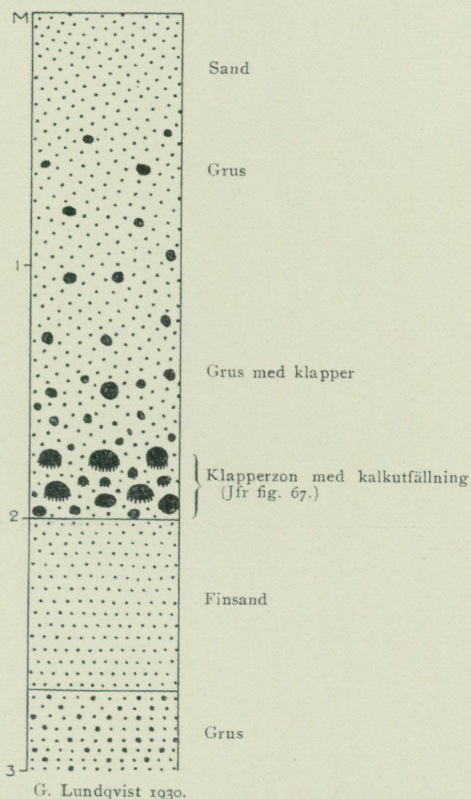 M
Sand
Grus
1
Grus med klapper
Klapperzon med kalkutfällning
(Jfr fig. 67.)
2
Finsand
Grus
3
G. Lundqvist 1930.